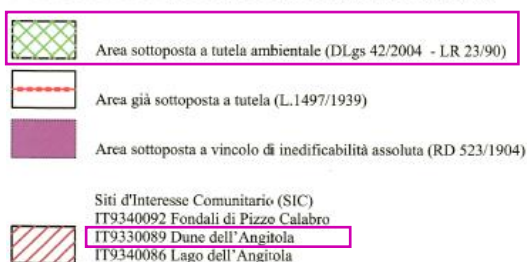 Area sottoposta a tutela ambientale (DLgs 42/2004 - LR 23/90)
Area già sottoposta a tutela (L.1497/1939)
Area sottoposta a vincolo di inedificabilità assoluta (RD 523/1904)
Siti d'Interesse Comunitario (SIC)
IT9340092 Fondali di Pizzo Calabro
IT9330089 Dune dell'Angitola
IT9340086 Lago dell'Angitola